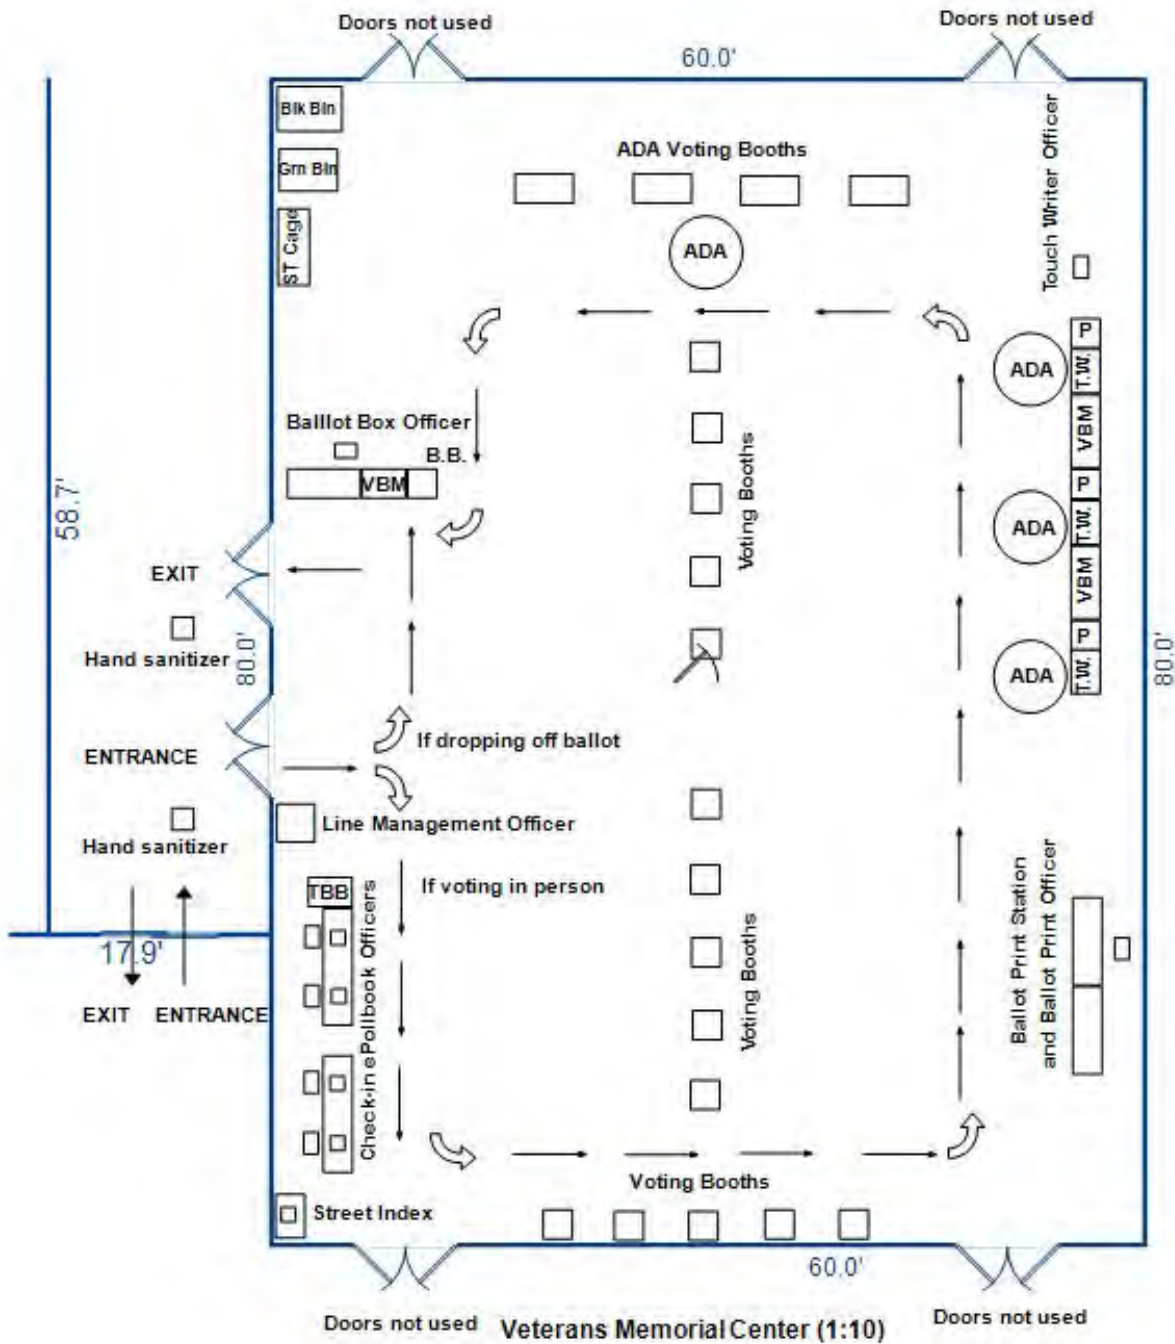 Doors not used
Doors not used
60.0'
Blk Bln
Grn Bln
ST Cage
ADA Voting Booths
ADA
Touch Writer Officer
P
T.W.
ADA
VBM
P
T.W.
ADA
VBM
P
T.W.
ADA
Balllot Box Officer
B.B.
VBM
Voting Booths
58.7'
EXIT
Hand sanitizer
80.0'
80.0'
ENTRANCE
If dropping off ballot
Hand sanitizer
Line Management Officer
If voting in person
TBB
Check-in ePollbook Officers
17.9'
EXIT
ENTRANCE
Voting Booths
Ballot Print Station
and Ballot Print Officer
Voting Booths
Street Index
60.0'
Doors not used
Veterans Memorial Center (1:10)
Doors not used